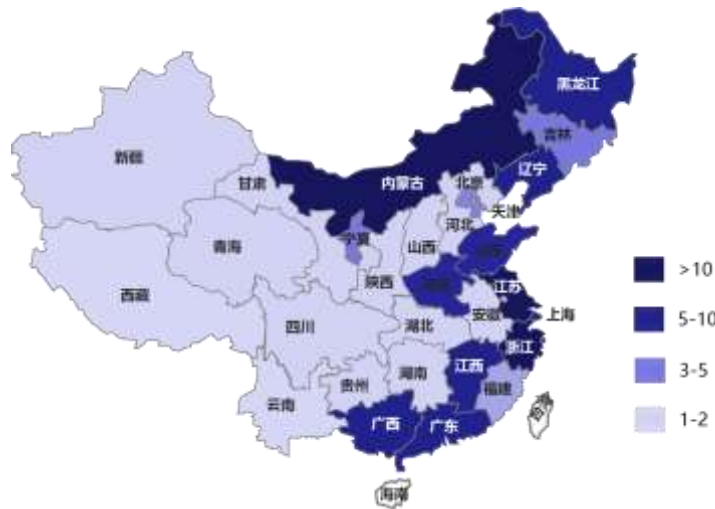 黑龙江
吉林
辽宁
新疆
甘肃
内蒙古
北京
天津
河北
宁夏
山西
青海
陕西
西藏
江苏
上海
安徽
四川
湖北
浙江
江西
湖南
福建
贵州
云南
广西
广东
台湾
海南
>10
5-10
3-5
1-2